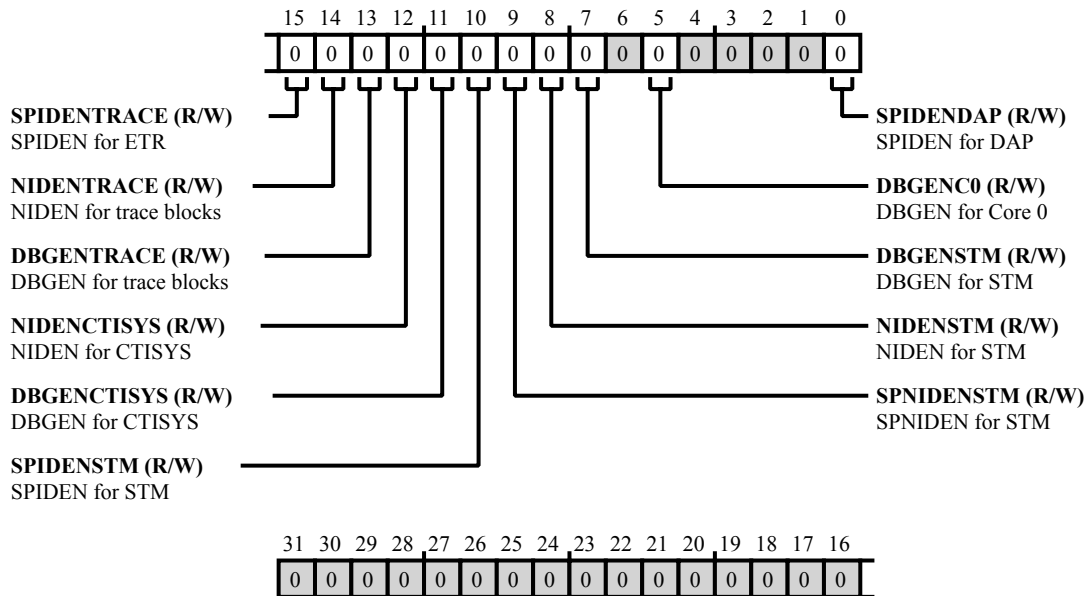 15 14 13 12 11 10 9 8 7 6 5 4 3 2 1 0
0 0 0 0 0 0 0 0 0 0 0 0 0 0 0 0
SPIDENTRACE (R/W)
SPIDEN for ETR
NIDENTRACE (R/W)
NIDEN for trace blocks
DBGENTRACE (R/W)
DBGEN for trace blocks
NIDENCTISYS (R/W)
NIDEN for CTISYS
DBGENCTISYS (R/W)
DBGEN for CTISYS
SPIDENSTM (R/W)
SPIDEN for STM
SPIDENDAP (R/W)
SPIDEN for DAP
DBGENC0 (R/W)
DBGEN for Core 0
DBGENSTM (R/W)
DBGEN for STM
NIDENSTM (R/W)
NIDEN for STM
SPNIDENSTM (R/W)
SPNIDEN for STM
31 30 29 28 27 26 25 24 23 22 21 20 19 18 17 16
0 0 0 0 0 0 0 0 0 0 0 0 0 0 0 0